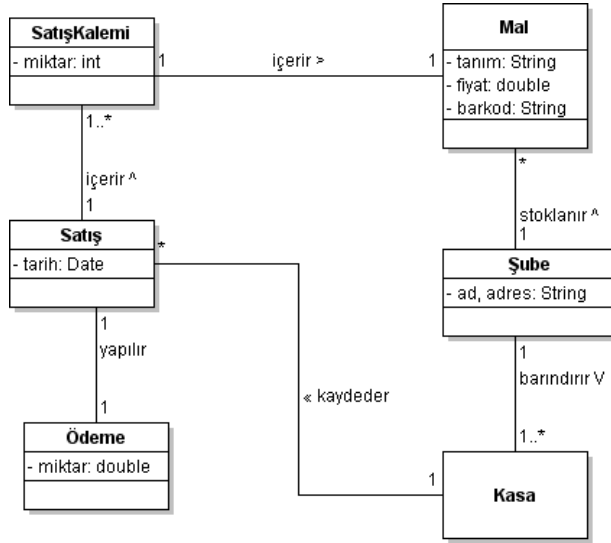 SatışKalemi
- miktar: int
1
içerir >
1
Mal
- tanım: String
- fiyat: double
- barkod: String
1..*
içerir ^
1
*
stoklanır ^
1
Satış
- tarih: Date
*
Şube
- ad, adres: String
1
yapılır
1
« kaydeder
1
barındırır V
1..*
Ödeme
- miktar: double
1
Kasa